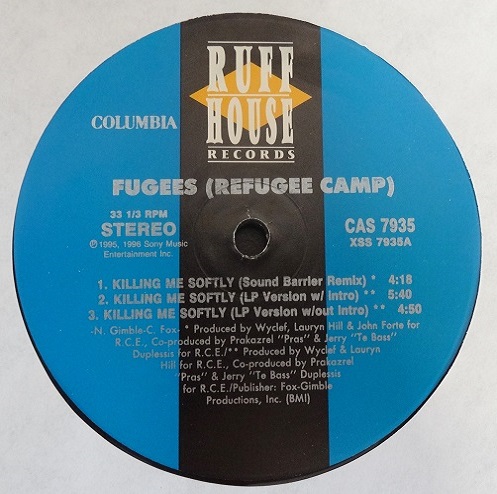 RUFF
HOUSE
RECORDS
COLUMBIA
FUGEES (REFUGEE CAMP)
33 1/3 RPM
STEREO
℗ 1995, 1996 Sony Music
Entertainment Inc.
CAS 7935
XSS 7935A
1. KILLING ME SOFTLY (Sound Barrier Remix) * 4:18
2. KILLING ME SOFTLY (LP Version w/ Intro) ** 5:40
3. KILLING ME SOFTLY (LP Version w/out Intro) ** 4:50
-N. Gimble-C. Fox- * Produced by Wyclef, Lauryn Hill & John Forte for
R.C.E., Co-produced by Prakazrel "Pras" & Jerry "Te Bass"
Duplessis for R.C.E./** Produced by Wyclef & Lauryn
Hill for R.C.E., Co-produced by Prakazrel
"Pras" & Jerry "Te Bass" Duplessis
for R.C.E./Publisher: Fox-Gimble
Productions, Inc. (BMI)